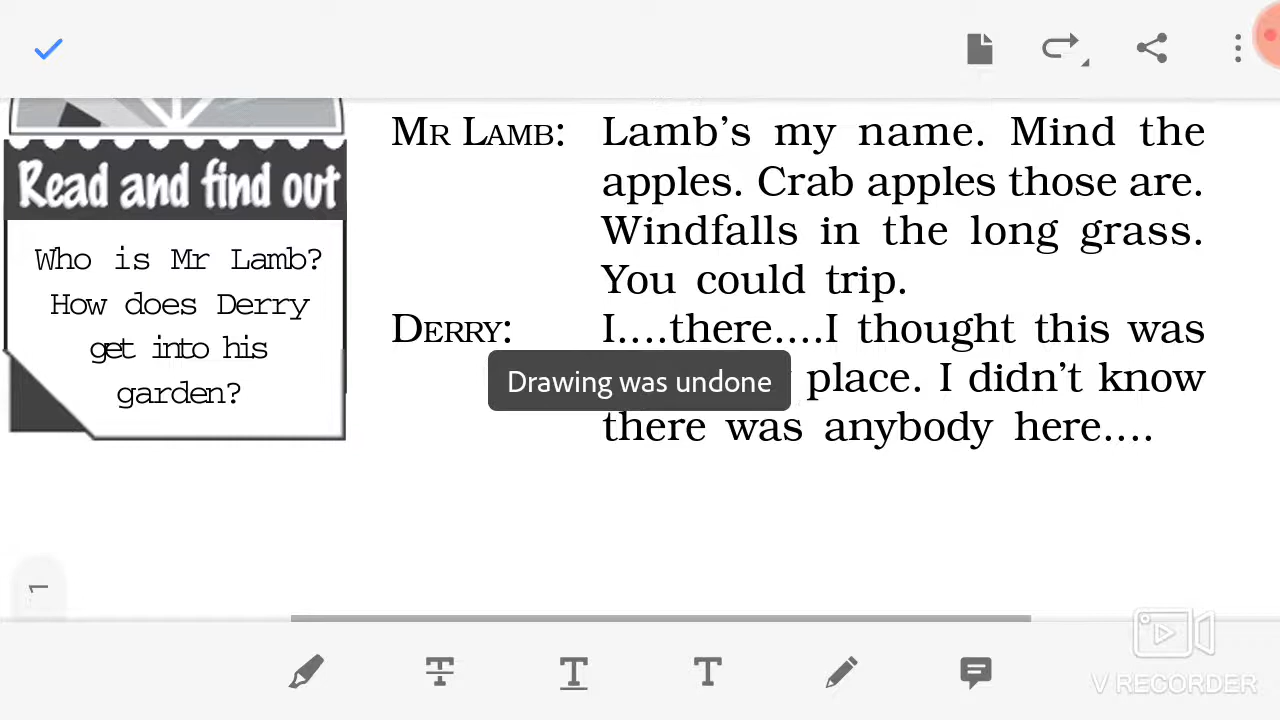 Read and find out
Who is Mr Lamb?
How does Derry
get into his
garden?
MR LAMB: Lamb's my name. Mind the
apples. Crab apples those are.
Windfalls in the long grass.
You could trip.
DERRY: I....there....I thought this was
place. I didn't know
there was anybody here....
Drawing was undone
1
V RECORDER